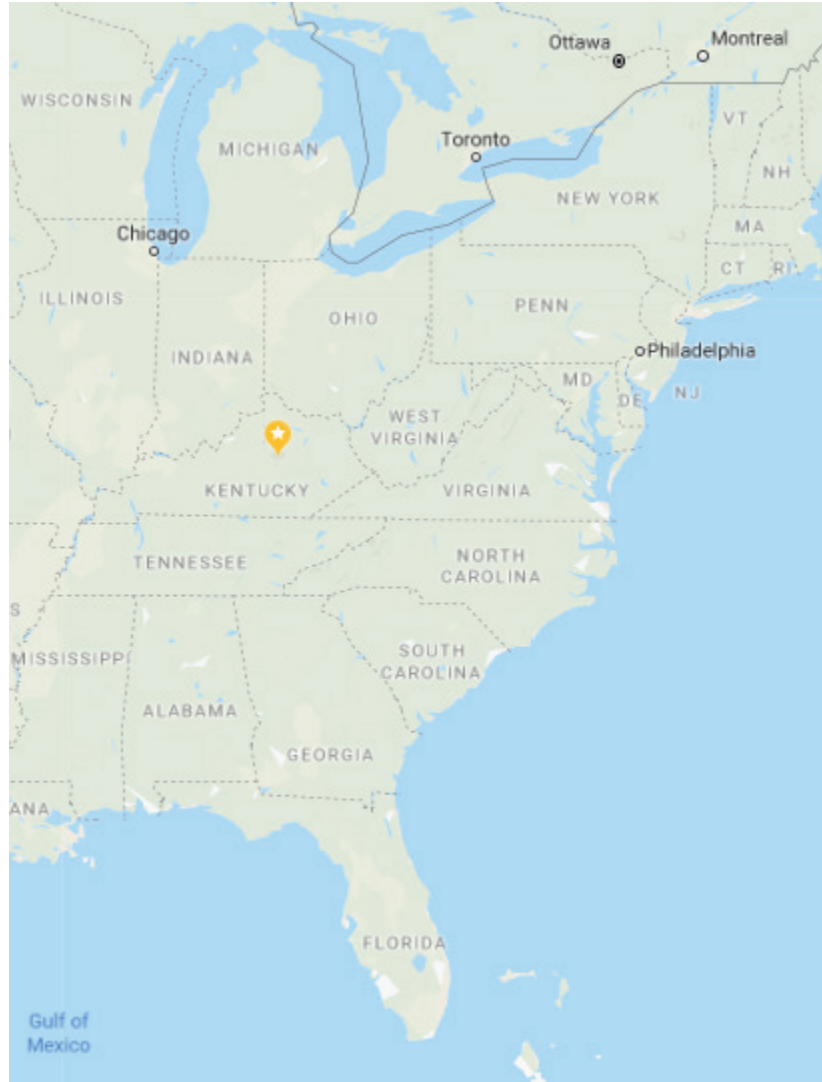 Ottawa
Montreal
WISCONSIN
VT
Toronto
MICHIGAN
NH
NEW YORK
MA
Chicago
CT
RI
ILLINOIS
PENN
OHIO
Philadelphia
INDIANA
MD
NJ
DE
WEST
VIRGINIA
KENTUCKY
VIRGINIA
TENNESSEE
NORTH
CAROLINA
S
MISSISSIPPI
SOUTH
CAROLINA
ALABAMA
GEORGIA
ANA
FLORIDA
Gulf of
Mexico